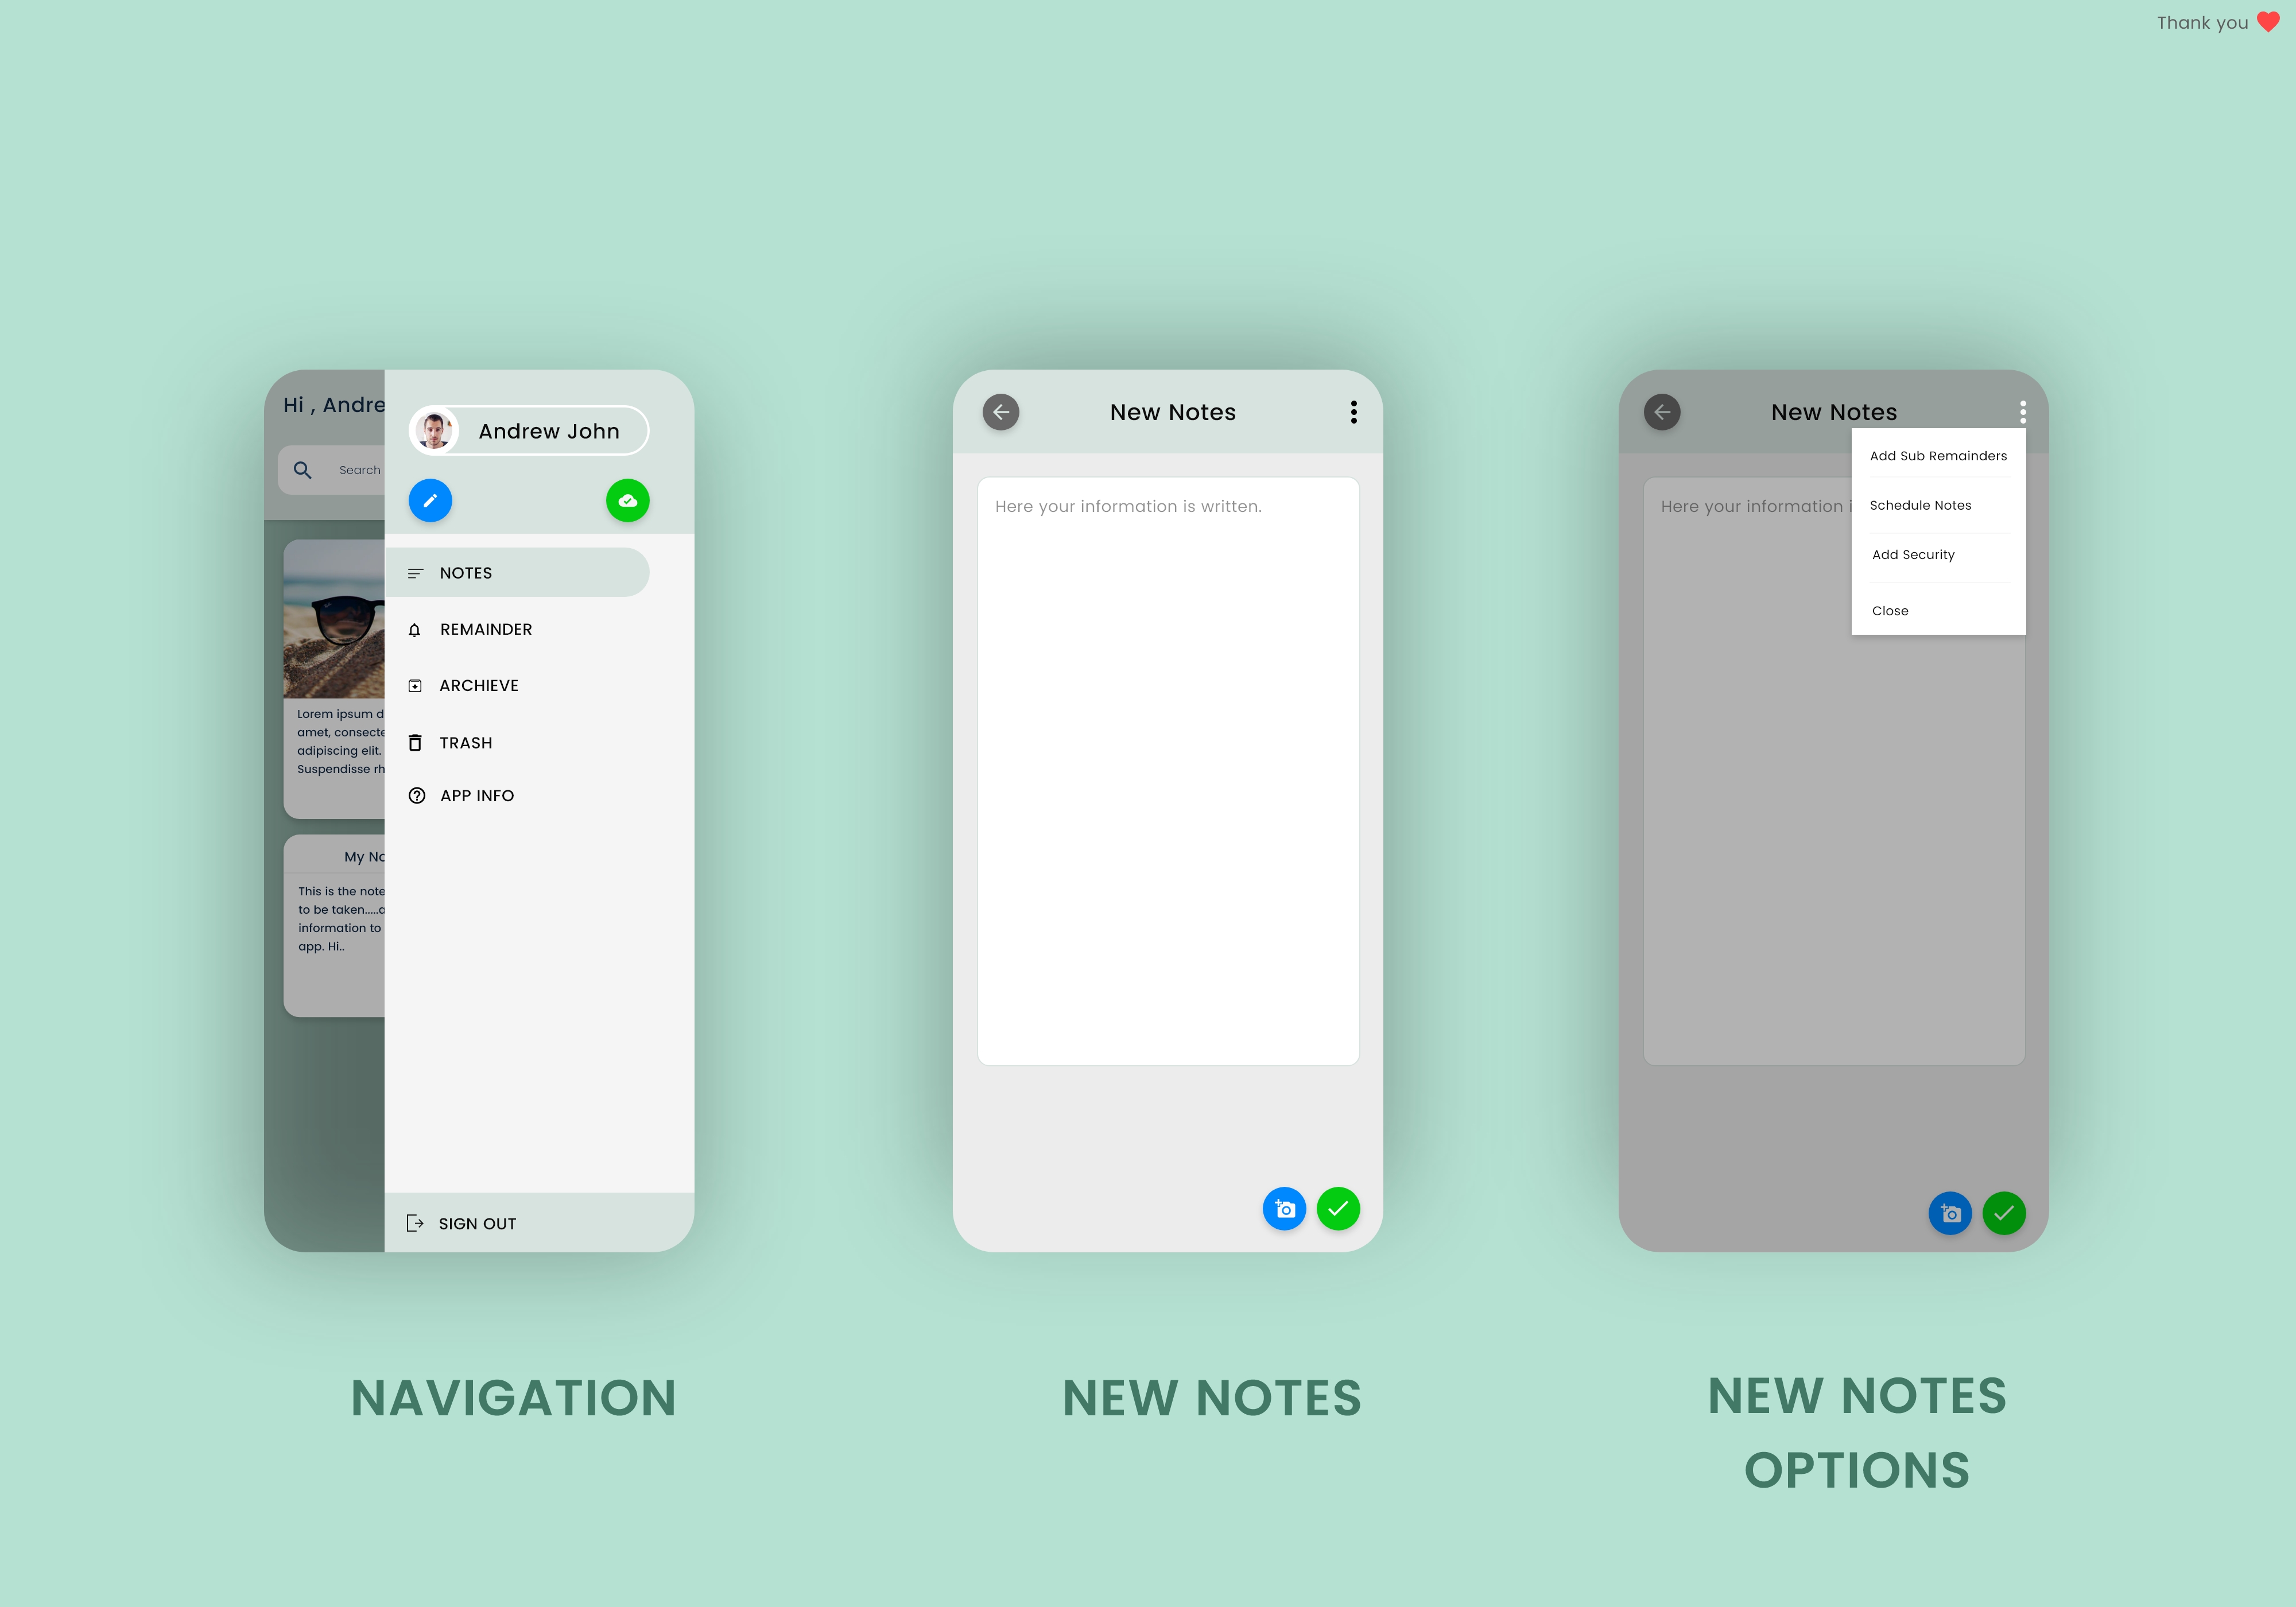 Thank you
Hi , Andre
Search
Lorem ipsum d
amet, consecte
adipiscing elit.
Suspendisse rh
My No
This is the note
to be taken.....a
information to
app. Hi..
Andrew John
NOTES
REMAINDER
ARCHIEVE
TRASH
APP INFO
SIGN OUT
NAVIGATION
New Notes
Here your information is written.
NEW NOTES
New Notes
Here your information i
Add Sub Remainders
Schedule Notes
Add Security
Close
NEW NOTES
OPTIONS